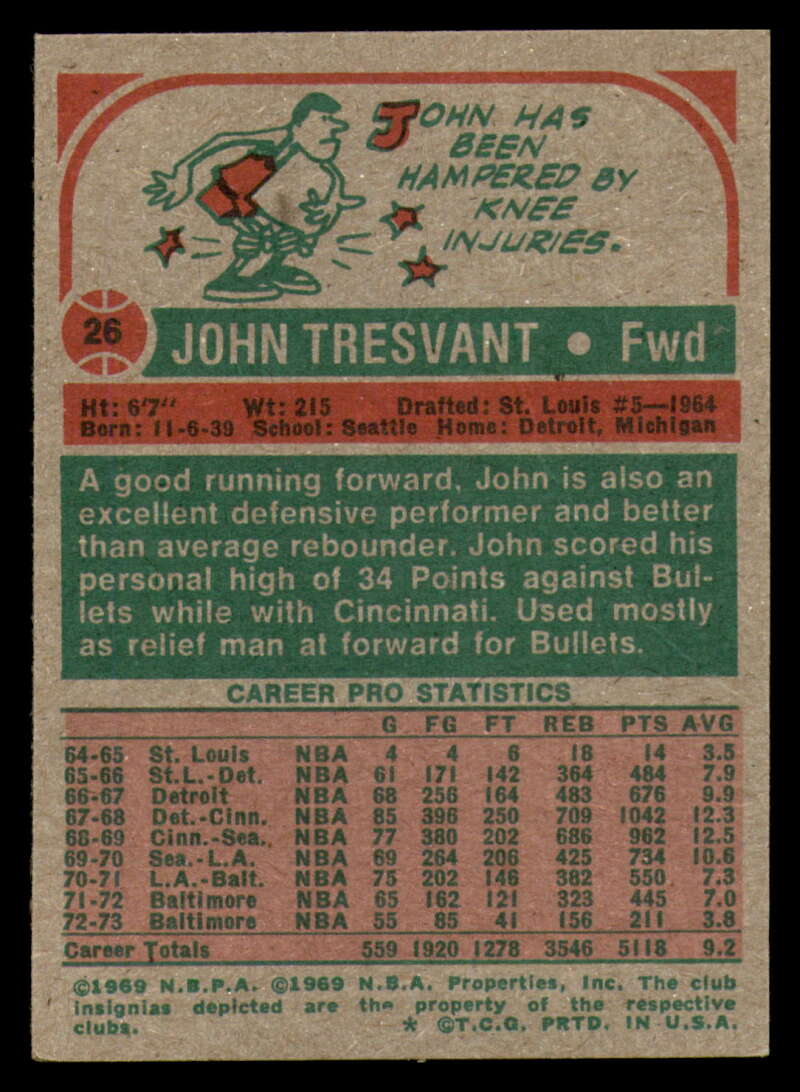 JOHN HAS
BEEN
HAMPERED BY
KNEE
INJURIES.
26
JOHN TRESVANT • Fwd
Ht: 6'7" Wt: 215 Drafted: St. Louis #5—1964
Born: 11-6-39 School: Seattle Home: Detroit, Michigan
A good running forward, John is also an
excellent defensive performer and better
than average rebounder. John scored his
personal high of 34 Points against Bul-
lets while with Cincinnati. Used mostly
as relief man at forward for Bullets.
CAREER PRO STATISTICS
G FG FT REB PTS AVG
64-65 St. Louis NBA 4 4 6 18 14 3.5
65-66 St.L.-Det. NBA 61 171 142 364 484 7.9
66-67 Detroit NBA 68 256 164 483 676 9.9
67-68 Det.-Cinn. NBA 85 396 250 709 1042 12.3
68-69 Cinn.-Sea. NBA 77 380 202 686 962 12.5
69-70 Sea.-L.A. NBA 69 264 206 425 734 10.6
70-71 L.A.-Balt. NBA 75 202 146 382 550 7.3
71-72 Baltimore NBA 65 162 121 323 445 7.0
72-73 Baltimore NBA 55 85 41 156 211 3.8
Career Totals 559 1920 1278 3546 5118 9.2
©1969 N.B.P.A. ©1969 N.B.A. Properties, Inc. The club
insignias depicted are the property of the respective
clubs. * ©T.C.G. PRTD. IN U.S.A.